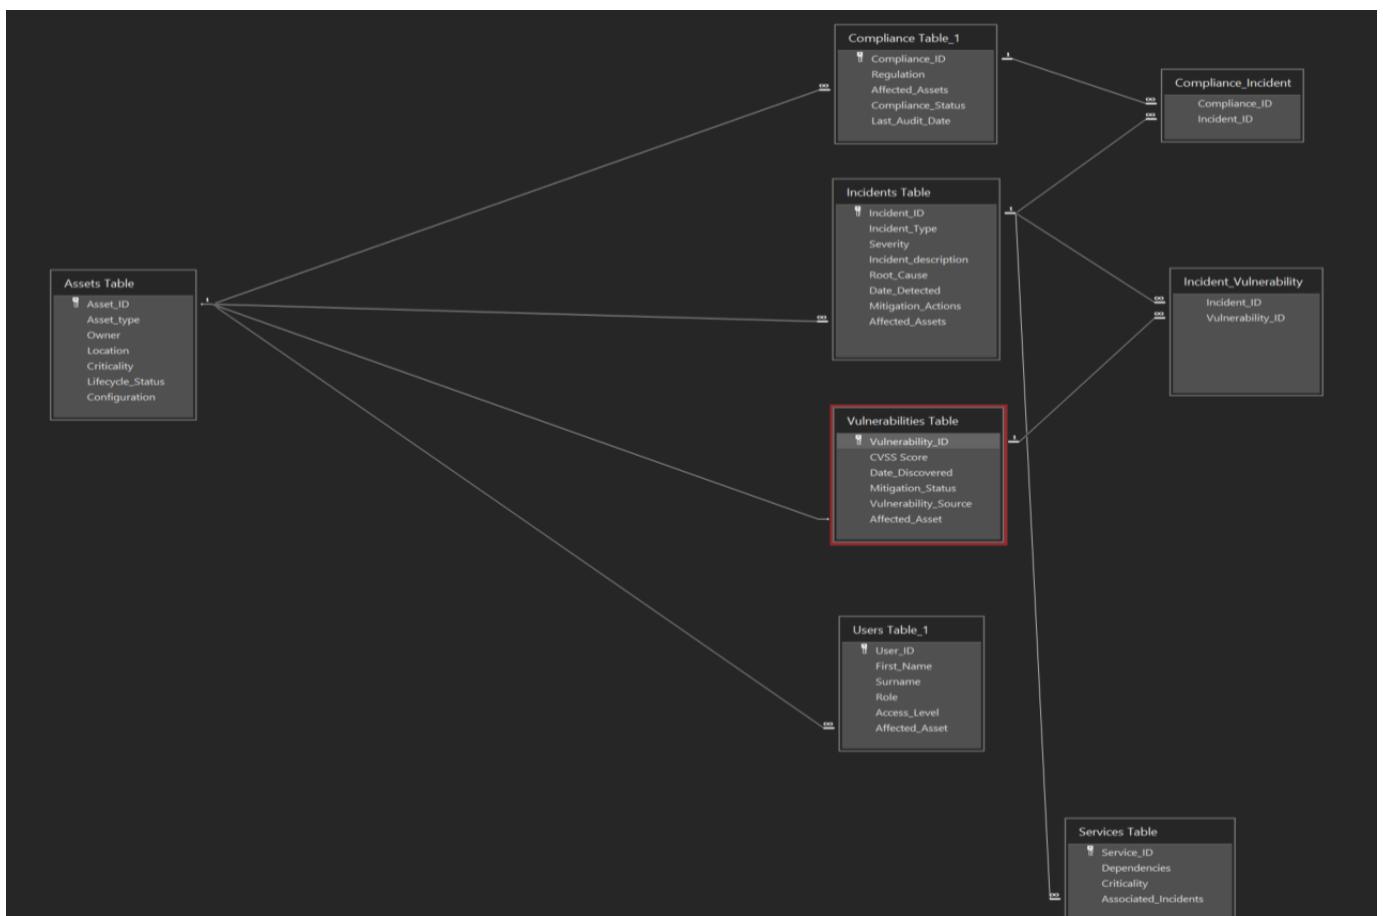 Compliance Table_1
Compliance_ID
Regulation
Affected_Assets
Compliance_Status
Last_Audit_Date
Compliance_Incident
Compliance_ID
Incident_ID
Incidents Table
Incident_ID
Incident_Type
Severity
Incident_description
Root_Cause
Date_Detected
Mitigation_Actions
Affected_Assets
Assets Table
Asset_ID
Asset_type
Owner
Location
Criticality
Lifecycle_Status
Configuration
Incident_Vulnerability
Incident_ID
Vulnerability_ID
Vulnerabilities Table
Vulnerability_ID
CVSS Score
Date_Discovered
Mitigation_Status
Vulnerability_Source
Affected_Asset
Users Table_1
User_ID
First_Name
Surname
Role
Access_Level
Affected_Asset
Services Table
Service_ID
Dependencies
Criticality
Associated_Incidents